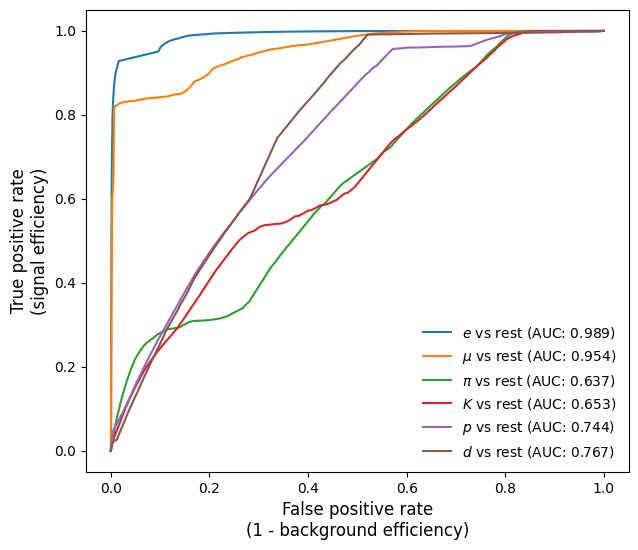 1.0
0.8
0.6
0.4
0.2
0.0
True positive rate
(signal efficiency)
e vs rest (AUC: 0.989)
μ vs rest (AUC: 0.954)
π vs rest (AUC: 0.637)
K vs rest (AUC: 0.653)
p vs rest (AUC: 0.744)
d vs rest (AUC: 0.767)
0.0 0.2 0.4 0.6 0.8 1.0
False positive rate
(1 - background efficiency)